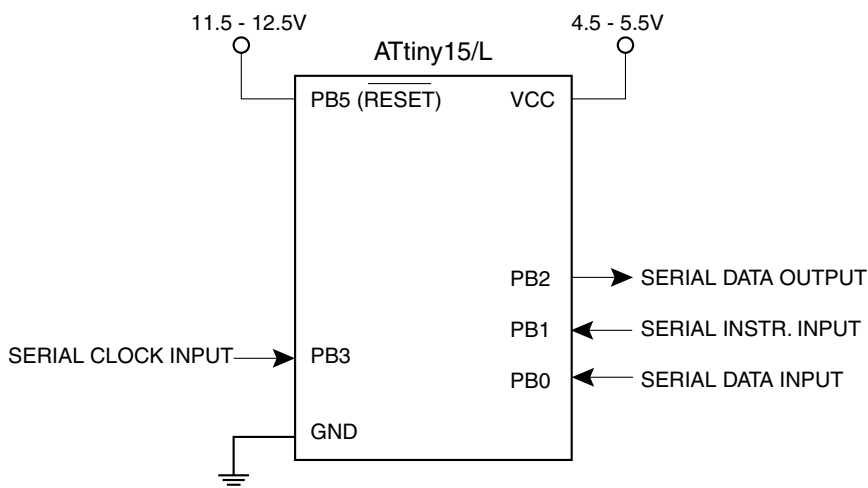 11.5 - 12.5V
4.5 - 5.5V
ATtiny15/L
PB5 (RESET)
VCC
PB2
SERIAL DATA OUTPUT
PB1
SERIAL INSTR. INPUT
SERIAL CLOCK INPUT
PB3
PB0
SERIAL DATA INPUT
GND